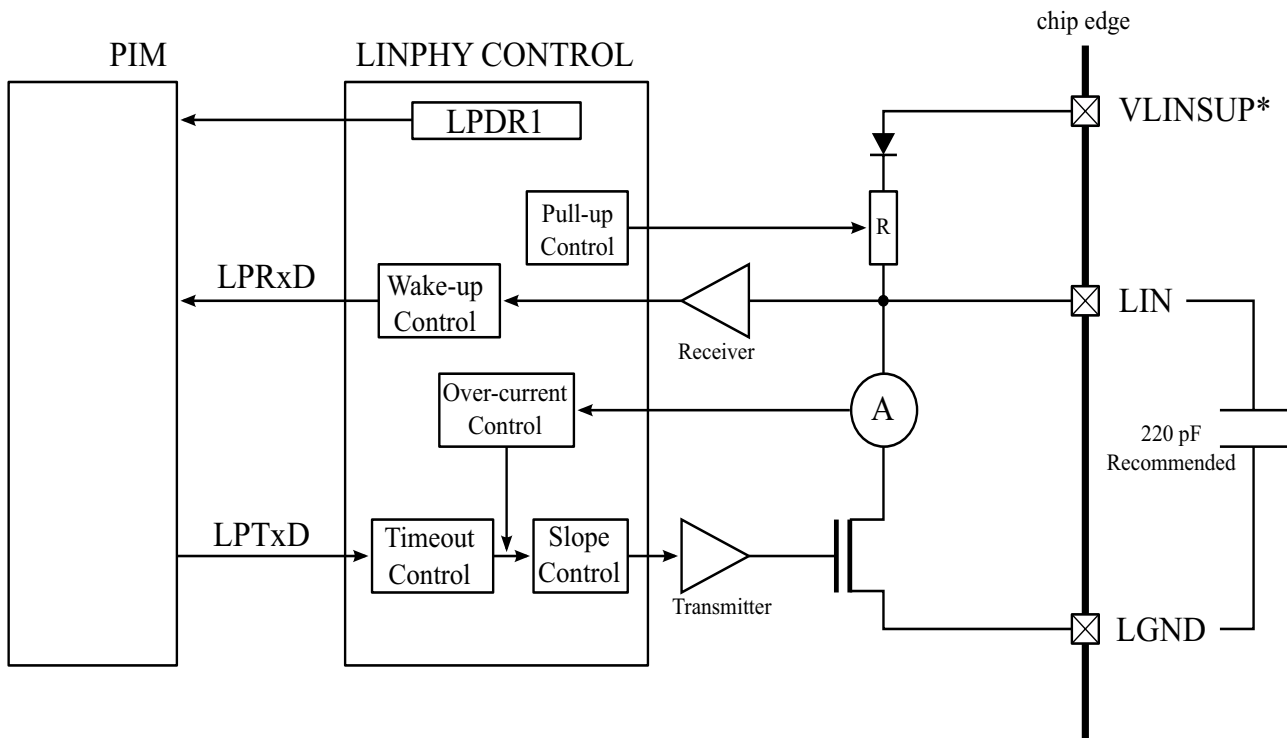 chip edge
PIM
LINPHY CONTROL
LPDR1
VLINSUP*
Pull-up
Control
R
LPRxD
Wake-up
Control
Receiver
LIN
Over-current
Control
A
220 pF
Recommended
LPTxD
Timeout
Control
Slope
Control
Transmitter
LGND